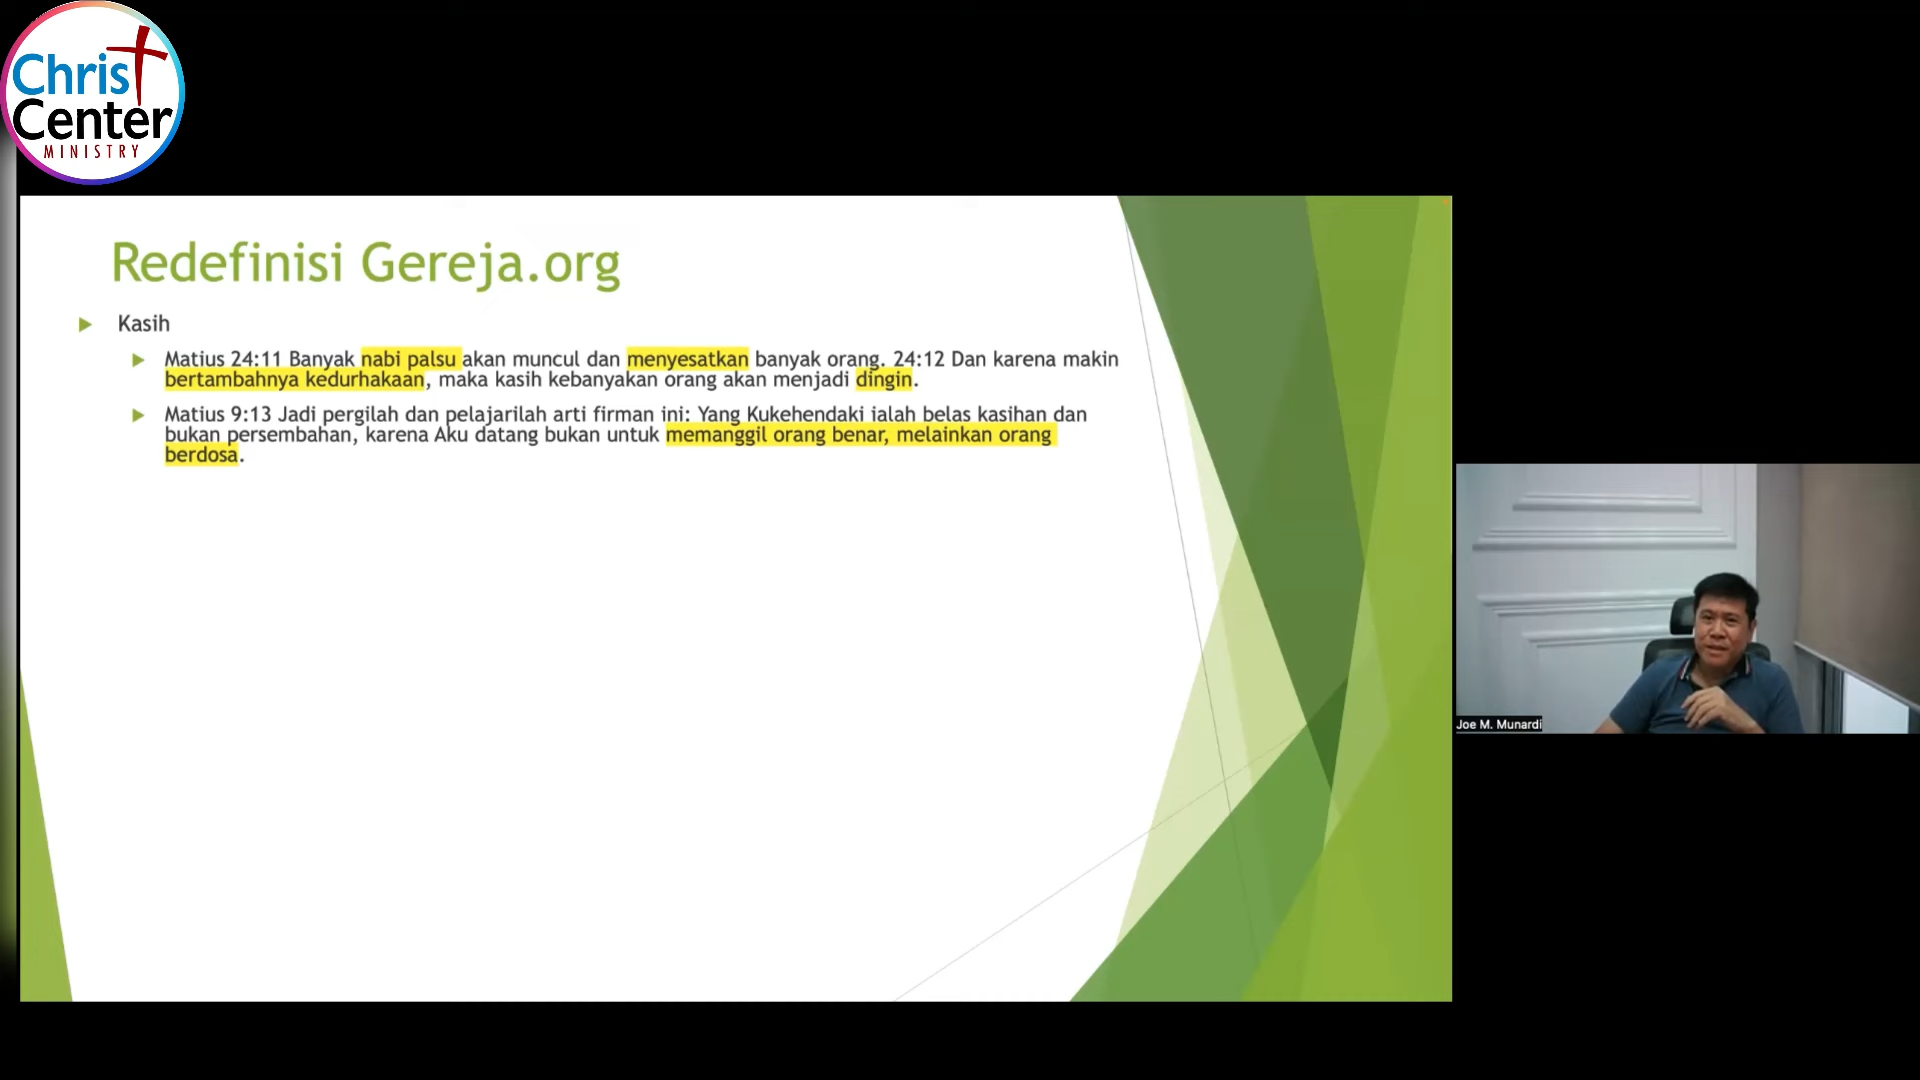 Christ
Center
MINISTRY
Redefinisi Gereja.org
Kasih
Matius 24:11 Banyak nabi palsu akan muncul dan menyesatkan banyak orang. 24:12 Dan karena makin
bertambahnya kedurhakaan, maka kasih kebanyakan orang akan menjadi dingin.
Matius 9:13 Jadi pergilah dan pelajarilah arti firman ini: Yang Kukehendaki ialah belas kasihan dan
bukan persembahan, karena Aku datang bukan untuk memanggil orang benar, melainkan orang
berdosa.
Joe M. Munardi